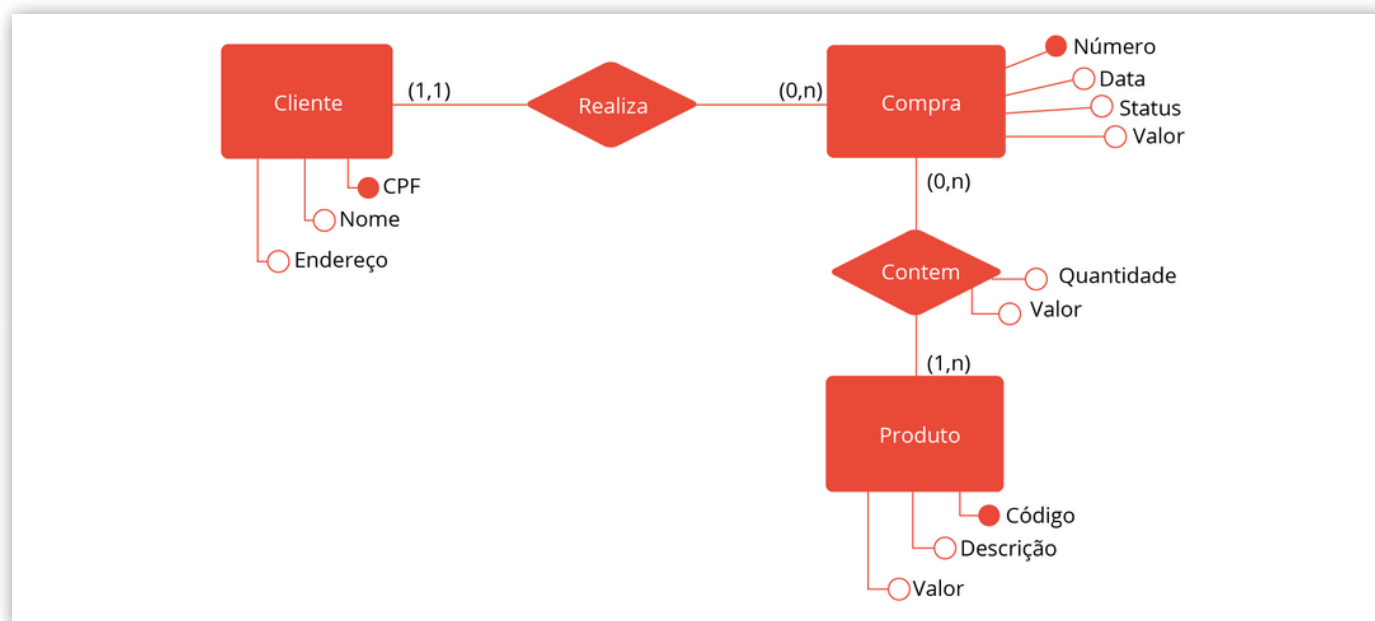 Cliente
(1,1)
Realiza
(0,n)
Compra
Número
Data
Status
Valor
CPF
Nome
Endereço
(0,n)
Contem
Quantidade
Valor
(1,n)
Produto
Código
Descrição
Valor